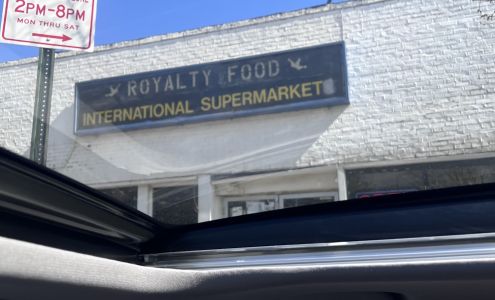 2PM-8PM
MON THRU SAT
ROYALTY FOOD
INTERNATIONAL SUPERMARKET